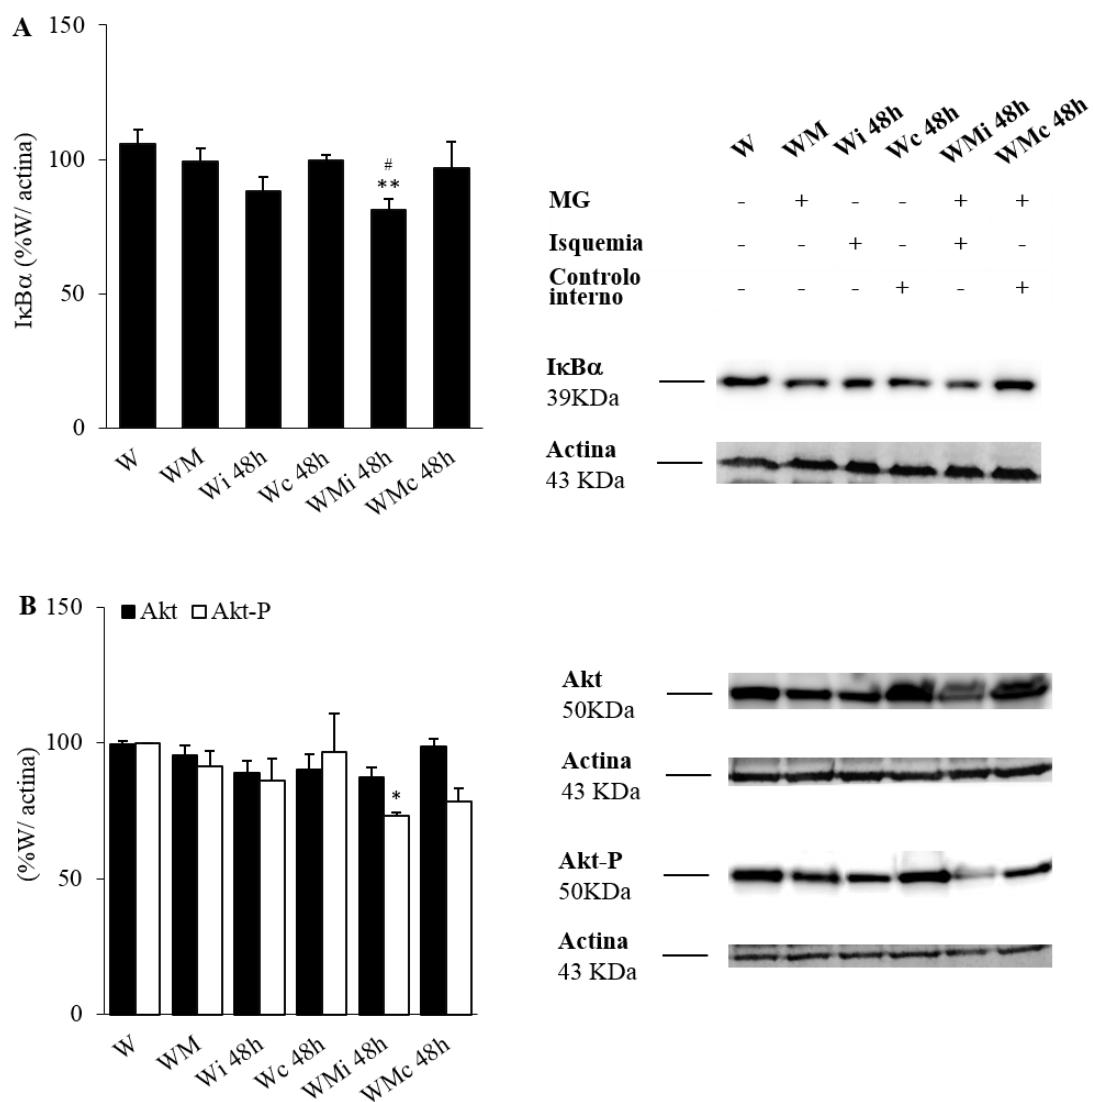 A
150
100
50
0
IκBα (%W/ actina)
#
**
W
WM
Wi 48h
Wc 48h
WMi 48h
WMc 48h
W
WM
Wi 48h
Wc 48h
WMi 48h
WMc 48h
MG - + - - + +
Isquemia - - + - + -
Controlo
interno - - - + - +
IκBα
39KDa
Actina
43 KDa
B
150
100
50
0
(%W/ actina)
Akt Akt-P
*
W
WM
Wi 48h
Wc 48h
WMi 48h
WMc 48h
Akt
50KDa
Actina
43 KDa
Akt-P
50KDa
Actina
43 KDa